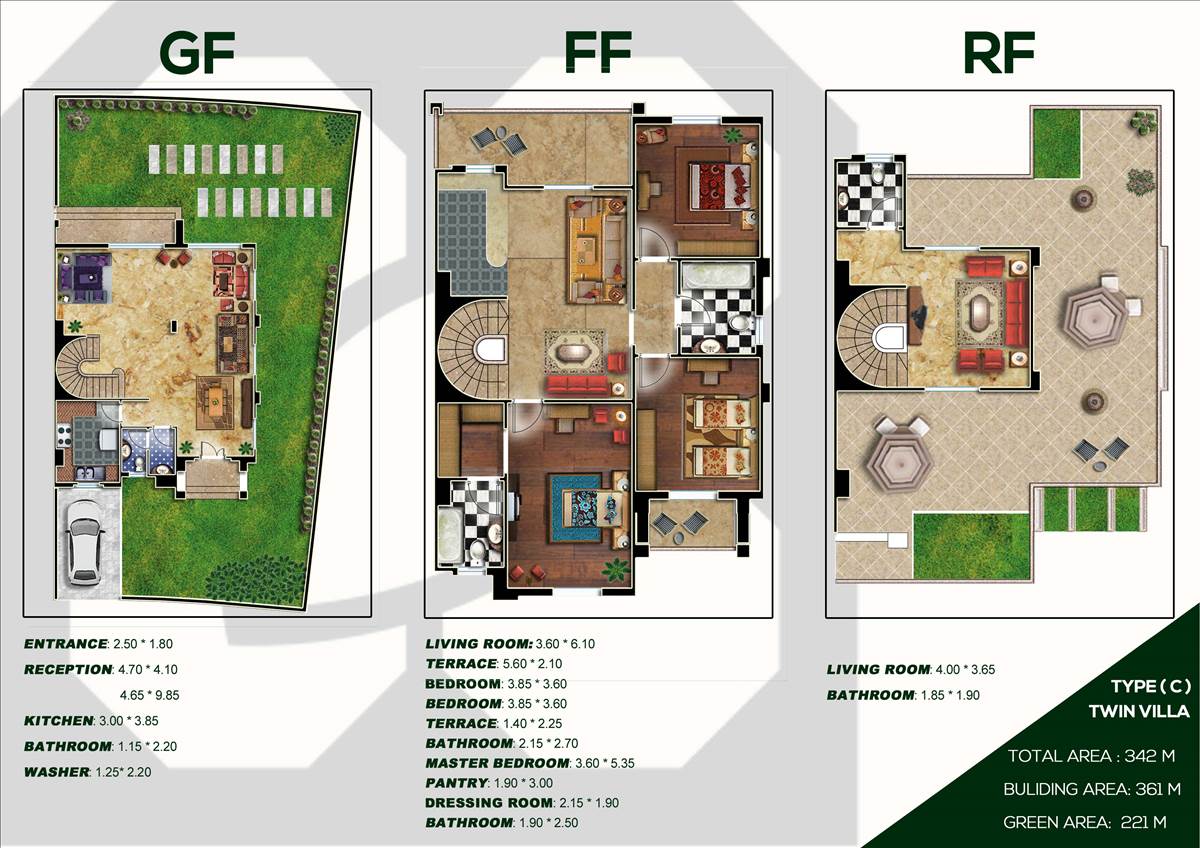 GF
ENTRANCE: 2.50 * 1.80
RECEPTION: 4.70 * 4.10
4.65 * 9.85
KITCHEN: 3.00 * 3.85
BATHROOM: 1.15 * 2.20
WASHER: 1.25* 2.20
FF
LIVING ROOM: 3.60 * 6.10
TERRACE: 5.60 * 2.10
BEDROOM: 3.85 * 3.60
BEDROOM: 3.85 * 3.60
TERRACE: 1.40 * 2.25
BATHROOM: 2.15 * 2.70
MASTER BEDROOM: 3.60 * 5.35
PANTRY: 1.90 * 3.00
DRESSING ROOM: 2.15 * 1.90
BATHROOM: 1.90 * 2.50
RF
LIVING ROOM: 4.00 * 3.65
BATHROOM: 1.85 * 1.90
TYPE ( C )
TWIN VILLA
TOTAL AREA : 342 M
BULIDING AREA: 361 M
GREEN AREA: 221 M